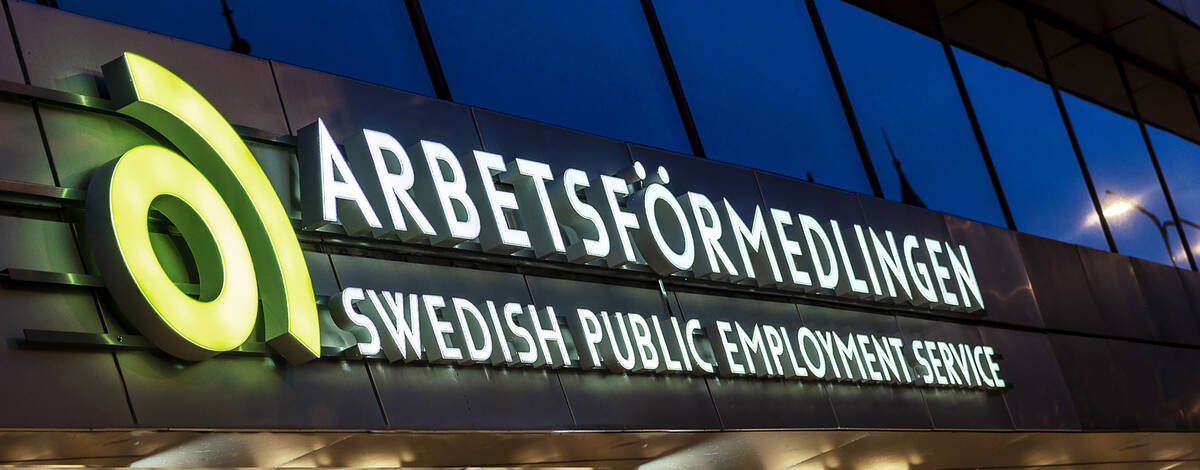 ARBETSFÖRMEDLINGEN
SWEDISH PUBLIC EMPLOYMENT SERVICE